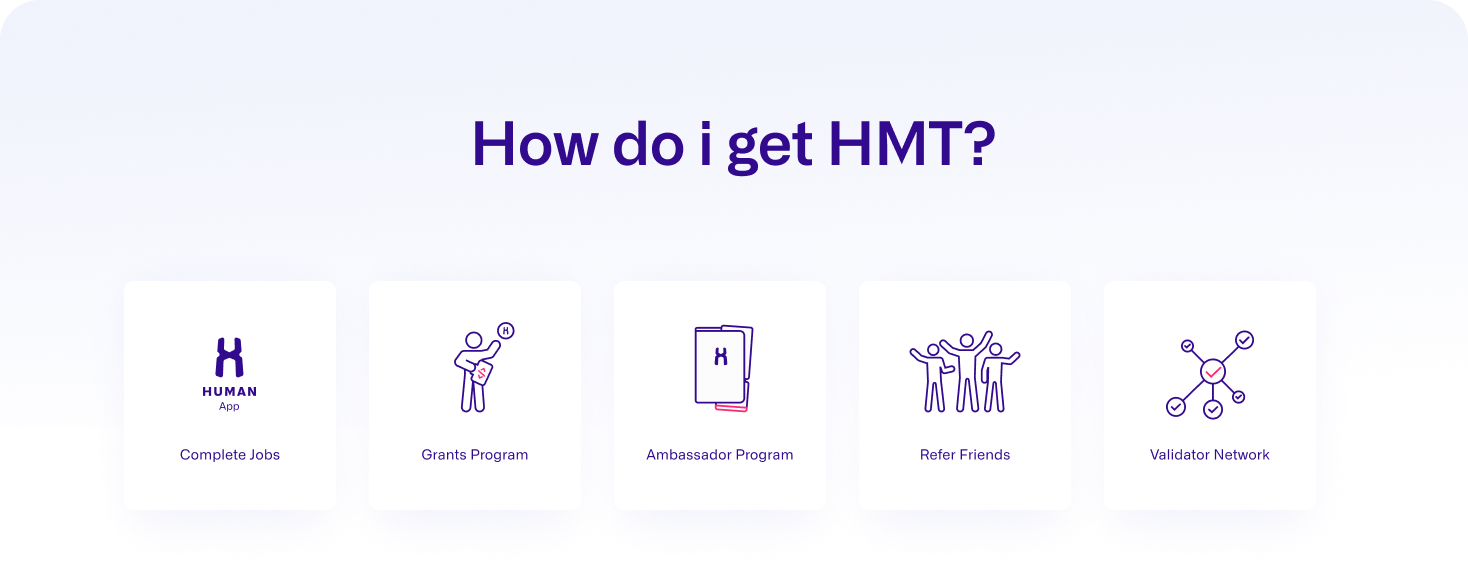 How do i get HMT?
HUMAN
App
Complete Jobs
Grants Program
Ambassador Program
Refer Friends
Validator Network